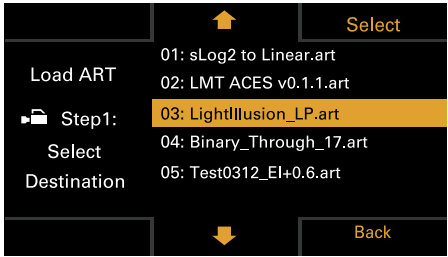 Select
Load ART
Step1:
Select
Destination
01: sLog2 to Linear.art
02: LMT ACES v0.1.1.art
03: LightIllusion_LP.art
04: Binary_Through_17.art
05: Test0312_EI+0.6.art
Back